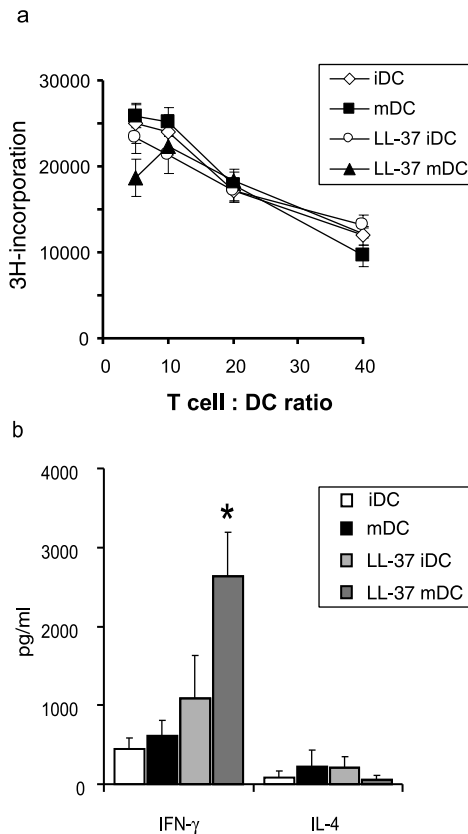 a
30000
20000
10000
0
3H-incorporation
0 10 20 30 40
T cell : DC ratio
iDC
mDC
LL-37 iDC
LL-37 mDC
b
4000
3000
2000
1000
0
pg/ml
*
IFN-γ IL-4
iDC
mDC
LL-37 iDC
LL-37 mDC